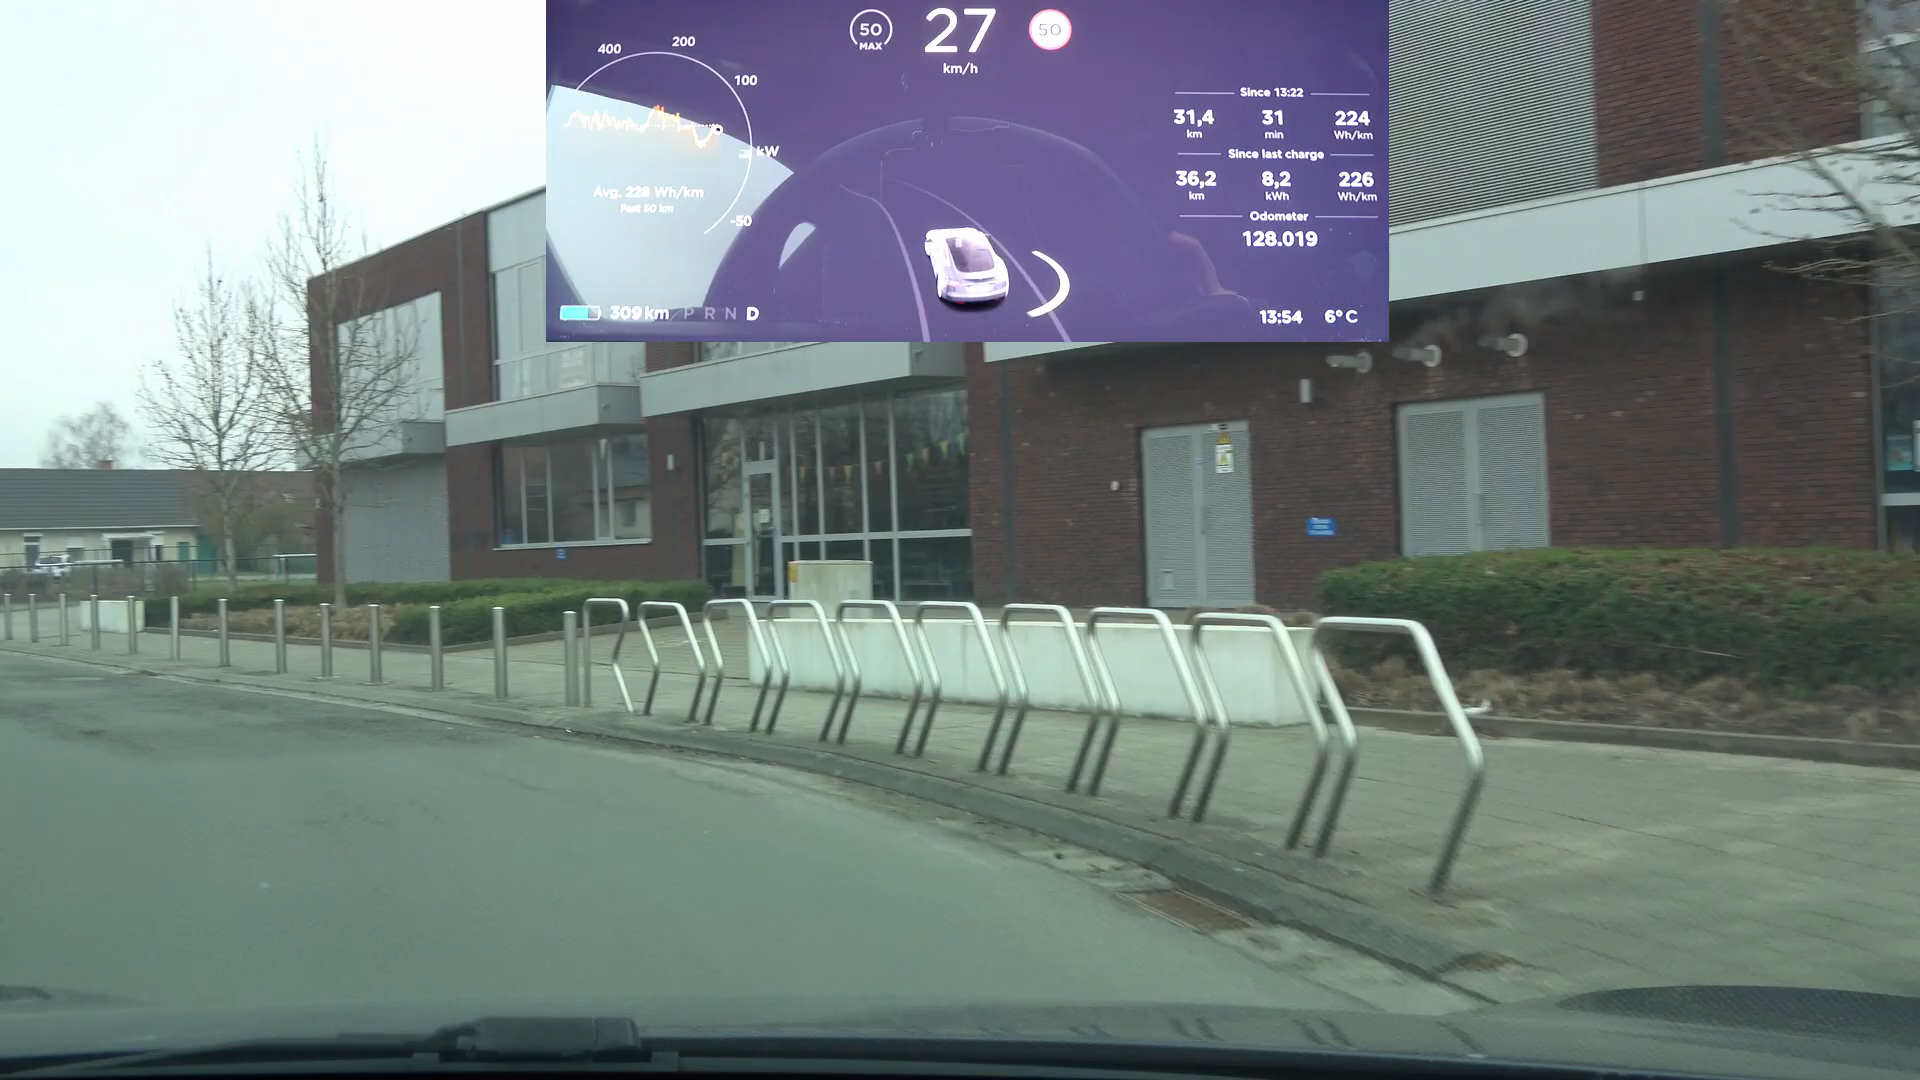 50
MAX
27
km/h
50
400
200
100
kW
-50
Avg. 228 Wh/km
Past 50 km
Since 13:22
31,4
km
31
min
224
Wh/km
Since last charge
36,2
km
8,2
kWh
226
Wh/km
Odometer
128.019
309 km
P R N D
13:54
6° C